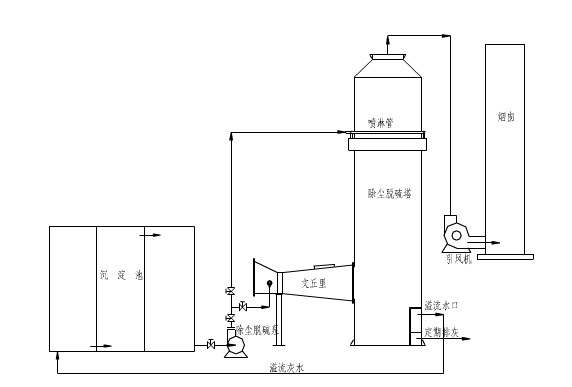 烟囱
喷淋管
除尘脱硫塔
引风机
沉淀池
文丘里
溢流水口
除尘脱硫泵
定期排灰
溢流灰水